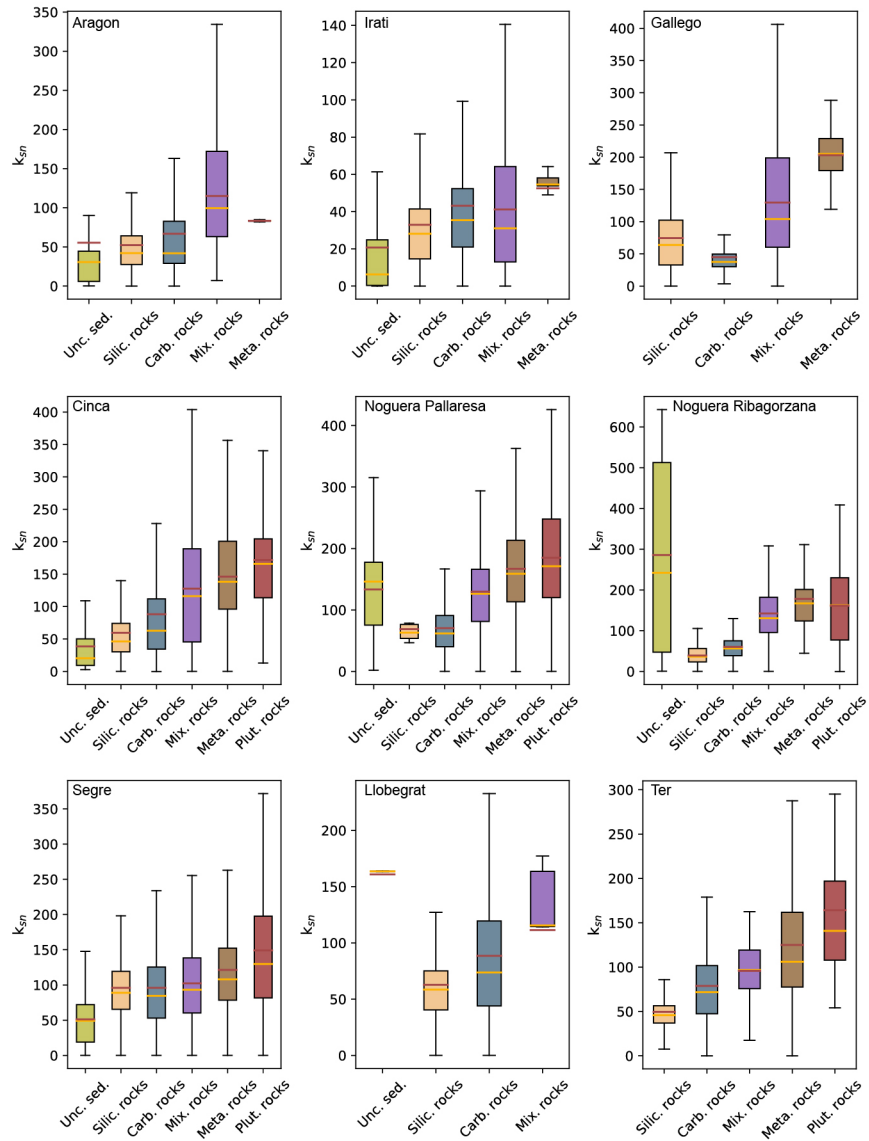 Aragon
350
300
250
200
150
100
50
0
k_sn
Unc. sed.
Silic. rocks
Carb. rocks
Mix. rocks
Meta. rocks
Irati
140
120
100
80
60
40
20
0
k_sn
Unc. sed.
Silic. rocks
Carb. rocks
Mix. rocks
Meta. rocks
Gallego
400
350
300
250
200
150
100
50
0
k_sn
Silic. rocks
Carb. rocks
Mix. rocks
Meta. rocks
Cinca
400
350
300
250
200
150
100
50
0
k_sn
Unc. sed.
Silic. rocks
Carb. rocks
Mix. rocks
Meta. rocks
Plut. rocks
Noguera Pallaresa
400
300
200
100
0
k_sn
Unc. sed.
Silic. rocks
Carb. rocks
Mix. rocks
Meta. rocks
Plut. rocks
Noguera Ribagorzana
600
500
400
300
200
100
0
k_sn
Unc. sed.
Silic. rocks
Carb. rocks
Mix. rocks
Meta. rocks
Plut. rocks
Segre
350
300
250
200
150
100
50
0
k_sn
Unc. sed.
Silic. rocks
Carb. rocks
Mix. rocks
Meta. rocks
Plut. rocks
Llobegrat
200
150
100
50
0
k_sn
Unc. sed.
Silic. rocks
Carb. rocks
Mix. rocks
Ter
300
250
200
150
100
50
0
k_sn
Silic. rocks
Carb. rocks
Mix. rocks
Meta. rocks
Plut. rocks